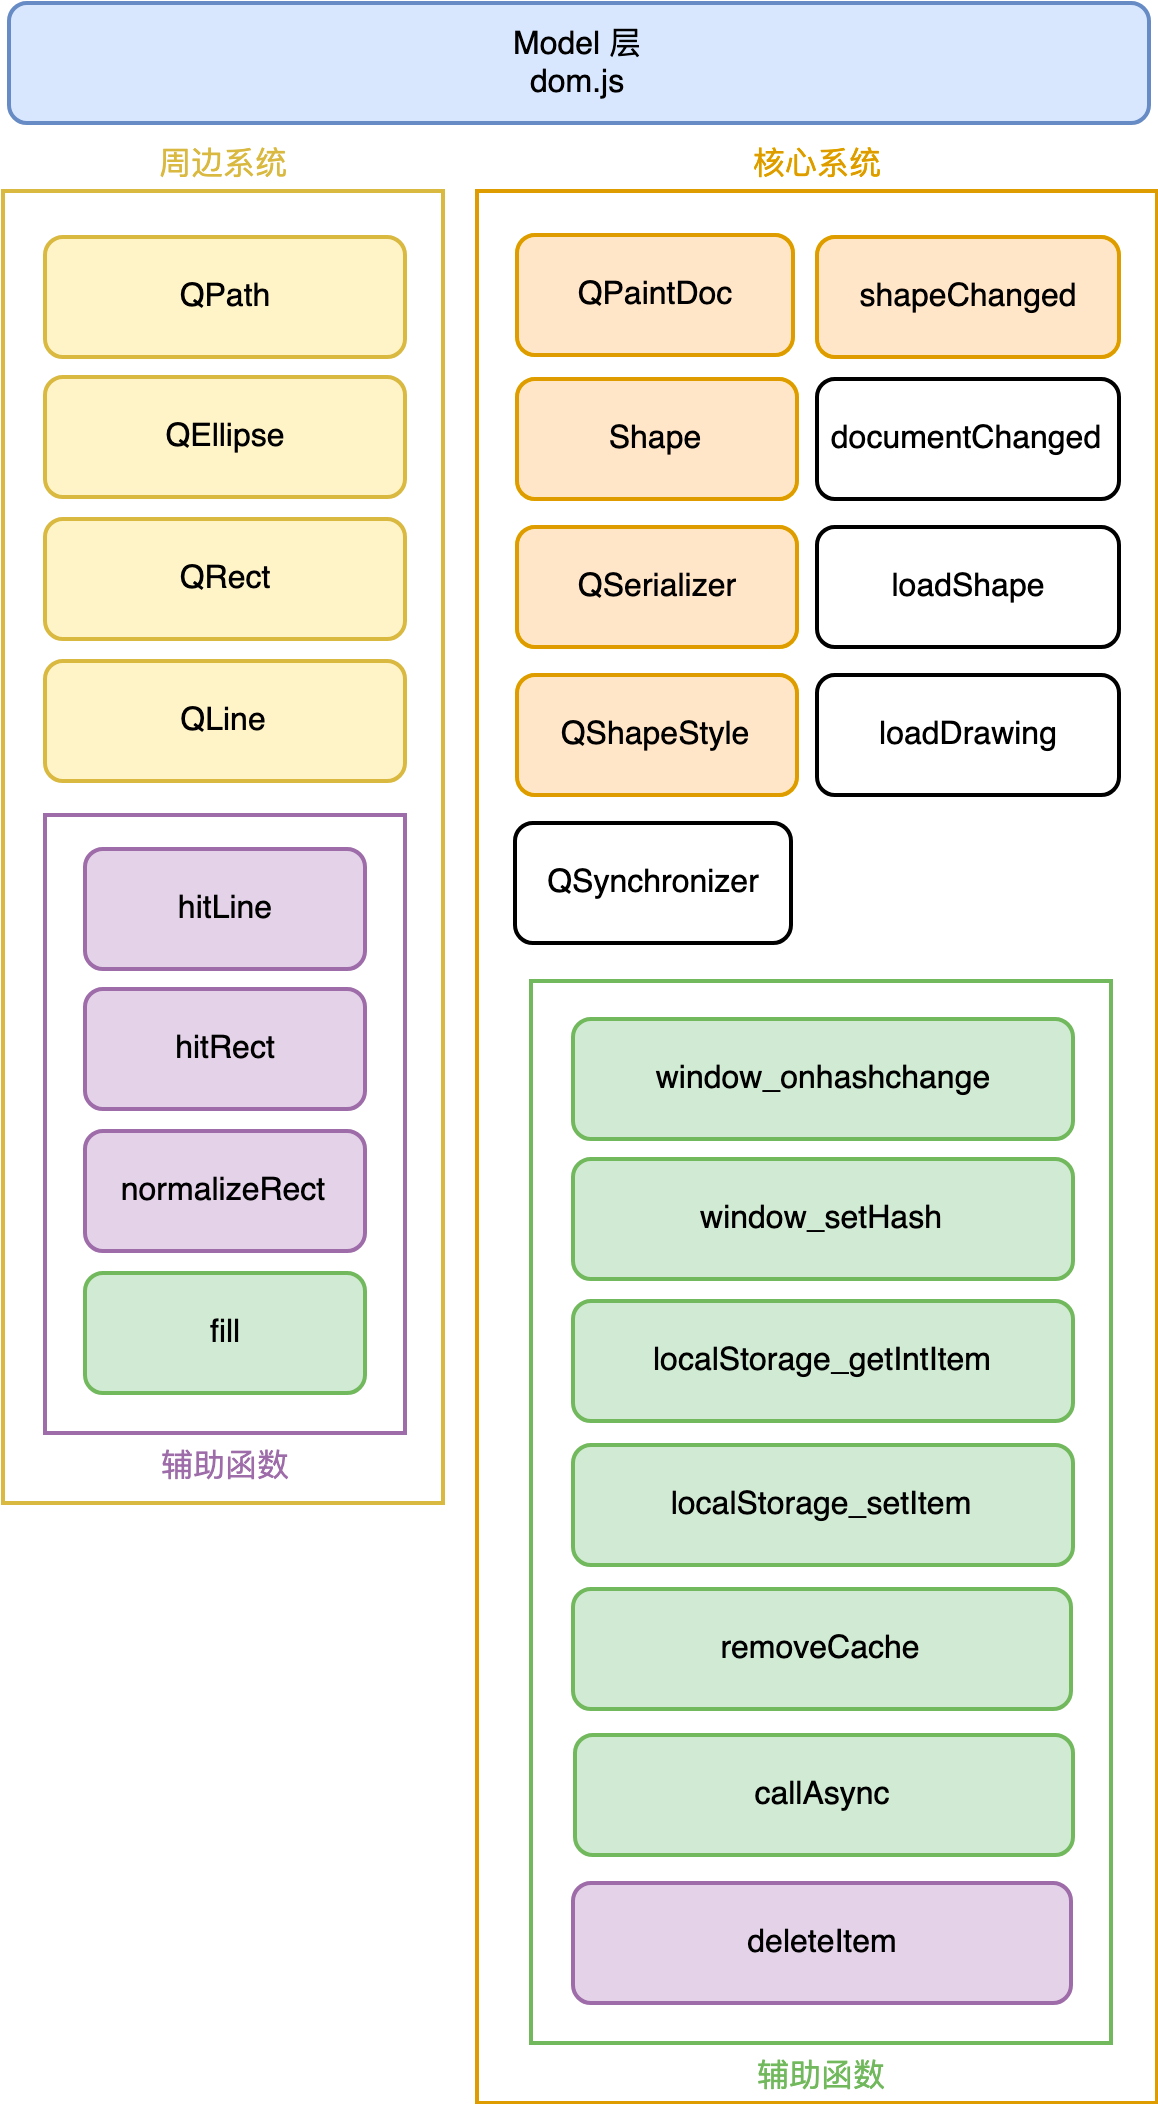 Model 层
dom.js
周边系统
QPath
QEllipse
QRect
QLine
hitLine
hitRect
normalizeRect
fill
辅助函数
核心系统
QPaintDoc
shapeChanged
Shape
documentChanged
QSerializer
loadShape
QShapeStyle
loadDrawing
QSynchronizer
window_onhashchange
window_setHash
localStorage_getIntItem
localStorage_setItem
removeCache
callAsync
deleteItem
辅助函数